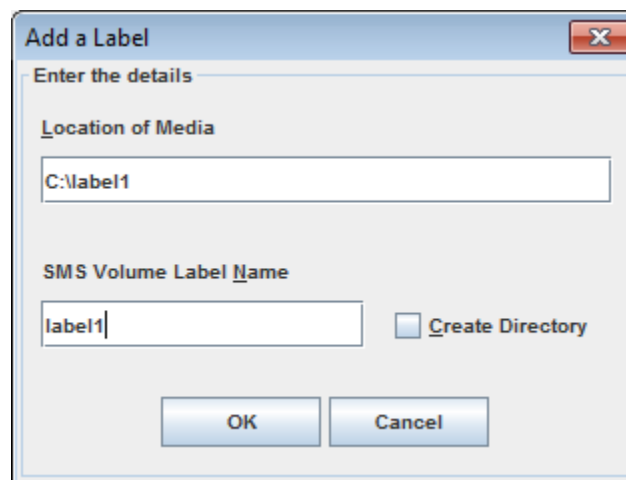 Add a Label
Enter the details
Location of Media
C:\label1
SMS Volume Label Name
label1
Create Directory
OK
Cancel